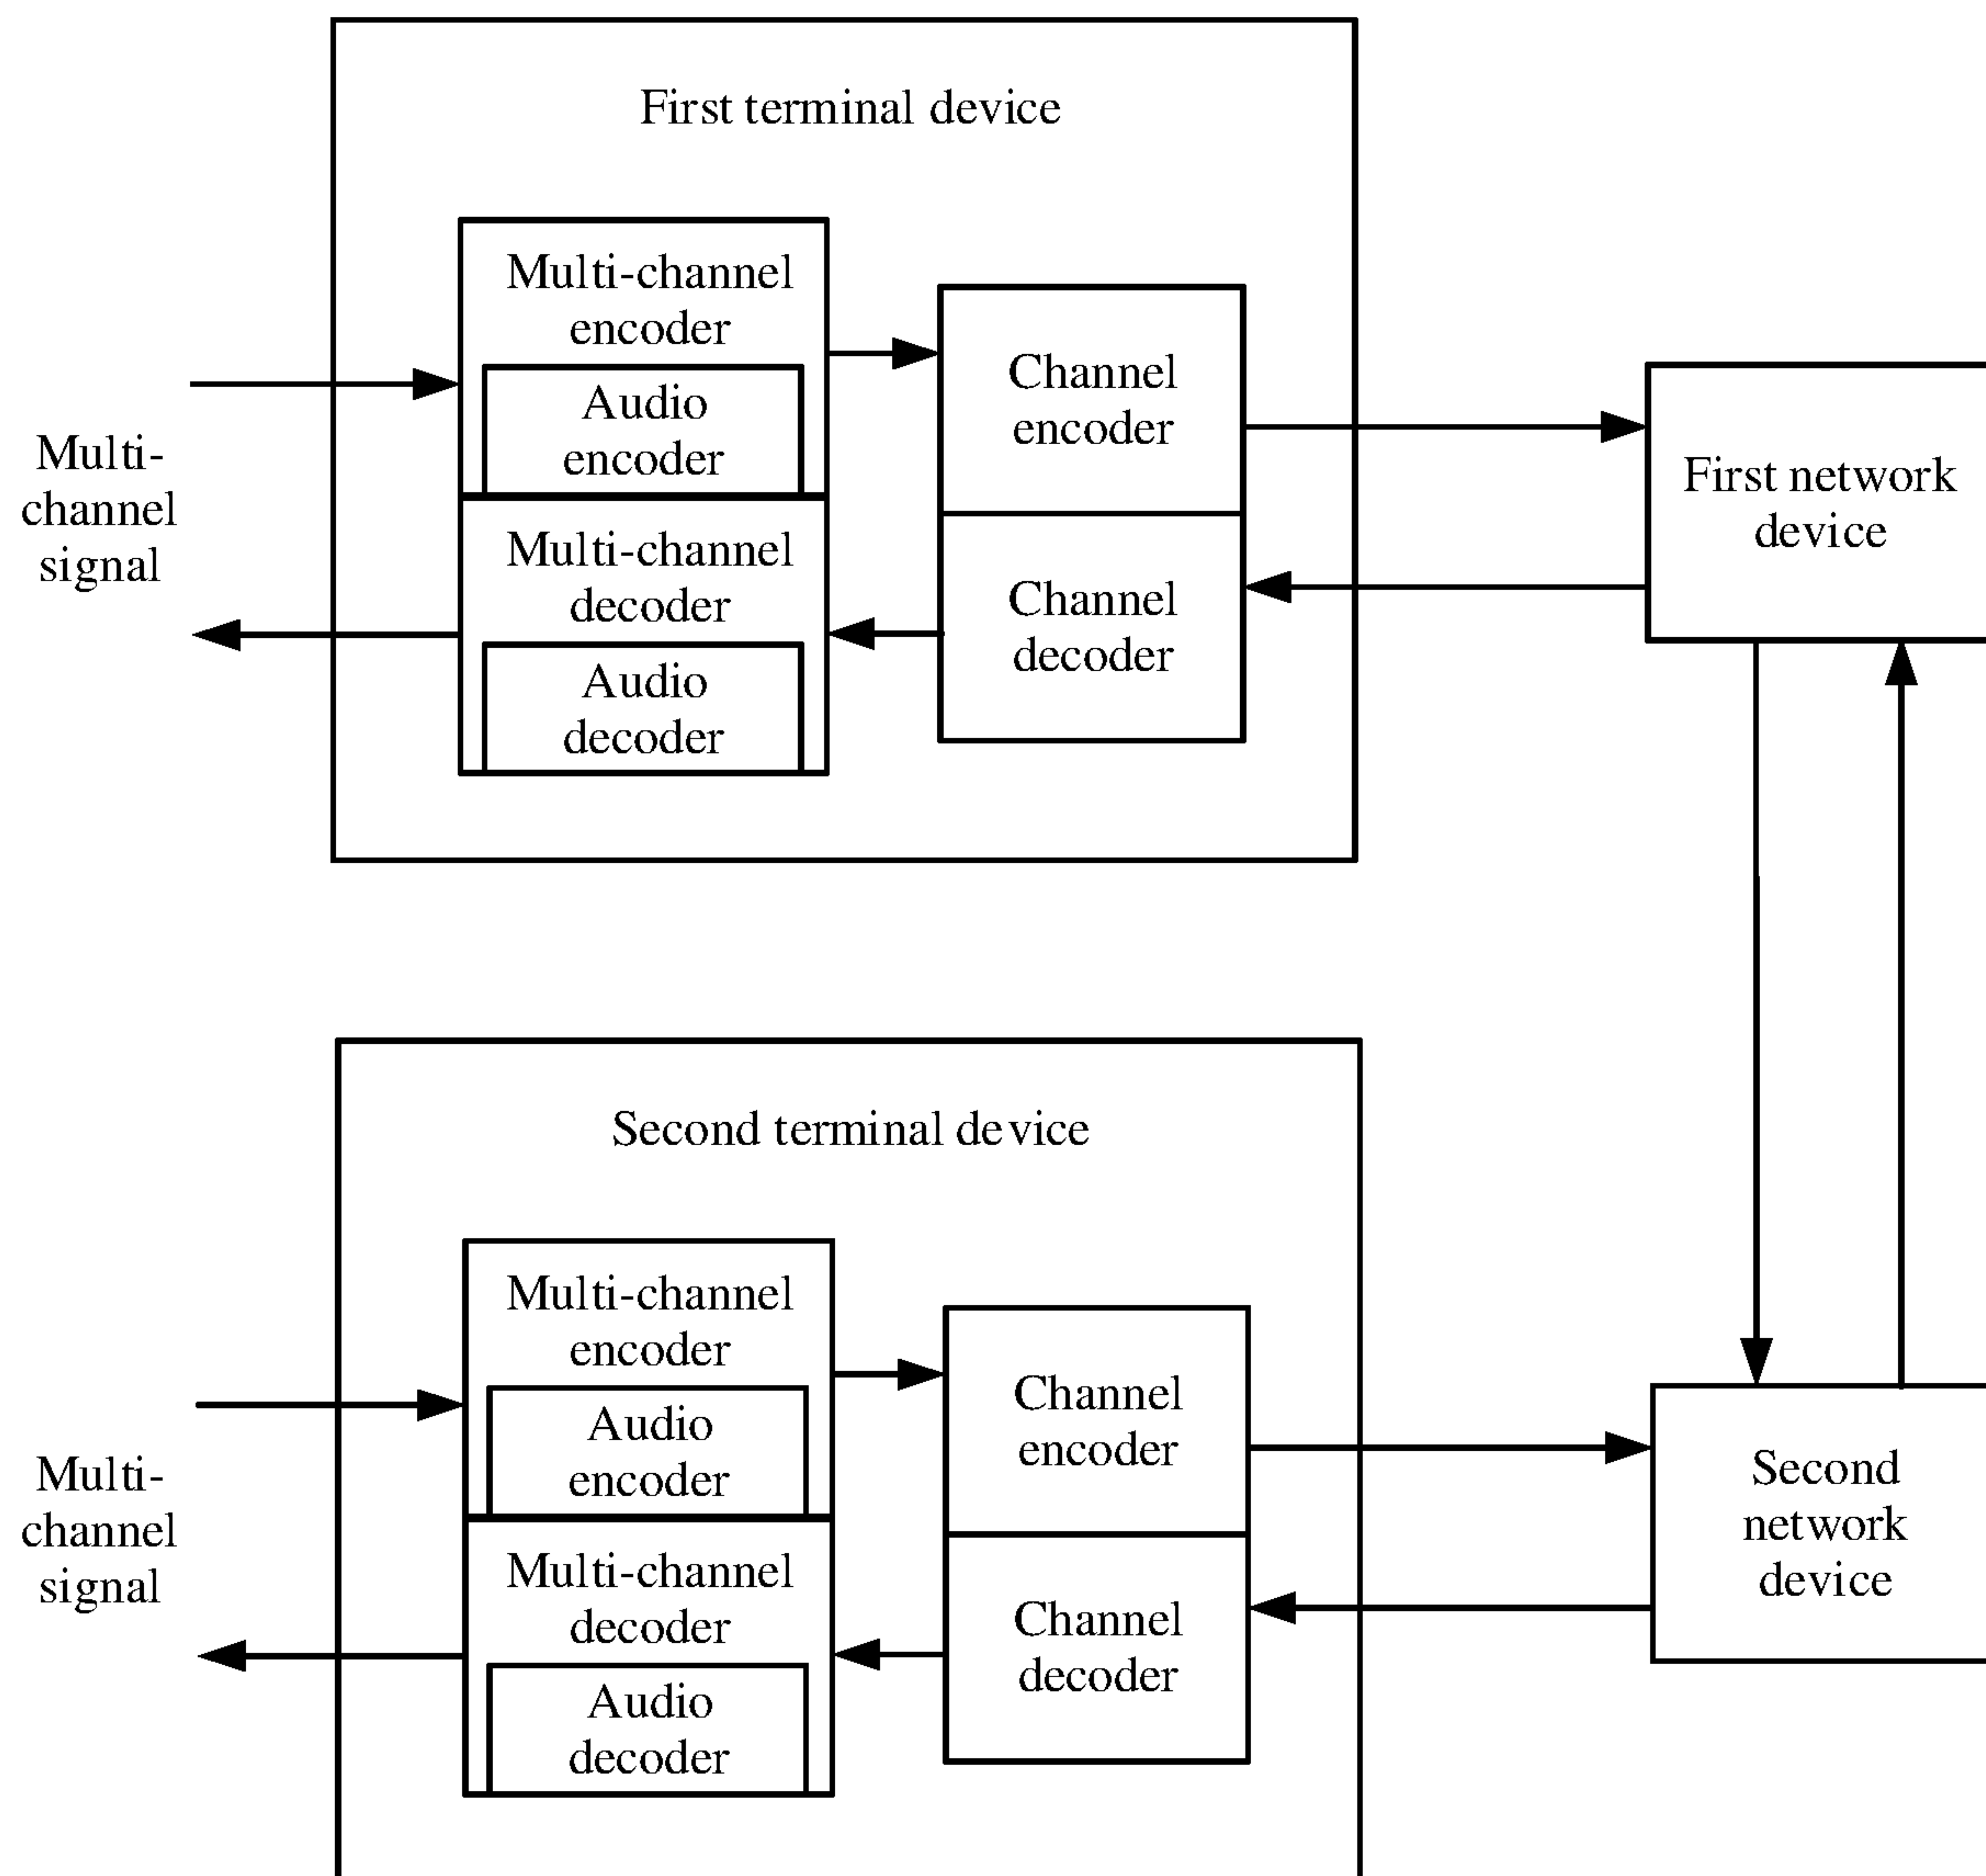 First terminal device
Multi-channel
encoder
Audio
encoder
Multi-channel
decoder
Audio
decoder
Channel
encoder
Channel
decoder
Multi-
channel
signal
First network
device
Second terminal device
Multi-channel
encoder
Audio
encoder
Multi-channel
decoder
Audio
decoder
Channel
encoder
Channel
decoder
Multi-
channel
signal
Second
network
device